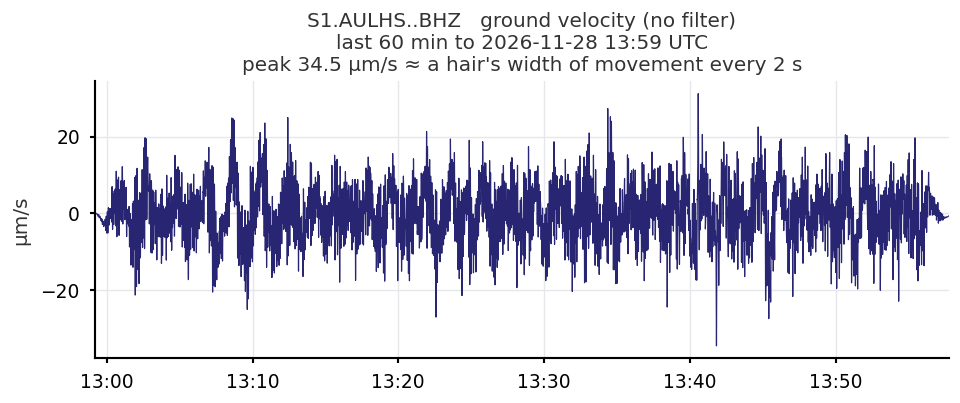 S1.AULHS..BHZ   ground velocity (no filter)
last 60 min to 2026-11-28 13:59 UTC
peak 34.5 µm/s ≈ a hair's width of movement every 2 s
µm/s
20
0
−20
13:00
13:10
13:20
13:30
13:40
13:50